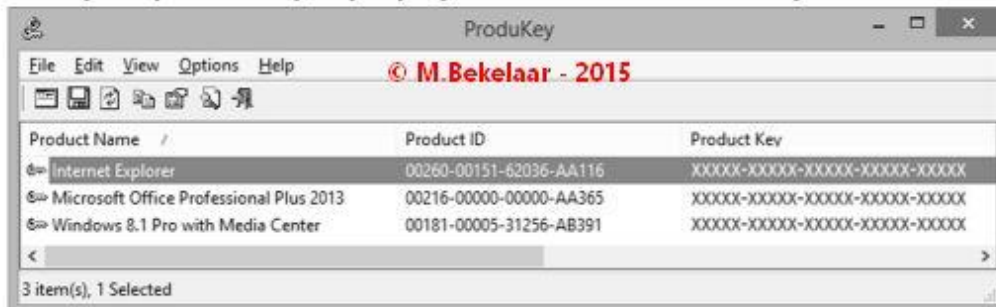 ProduKey
File Edit View Options Help
© M.Bekelaar - 2015
Product Name / Product ID Product Key
Internet Explorer 00260-00151-62036-AA116 XXXXX-XXXXX-XXXXX-XXXXX-XXXXX
Microsoft Office Professional Plus 2013 00216-00000-00000-AA365 XXXXX-XXXXX-XXXXX-XXXXX-XXXXX
Windows 8.1 Pro with Media Center 00181-00005-31256-AB391 XXXXX-XXXXX-XXXXX-XXXXX-XXXXX
3 item(s), 1 Selected